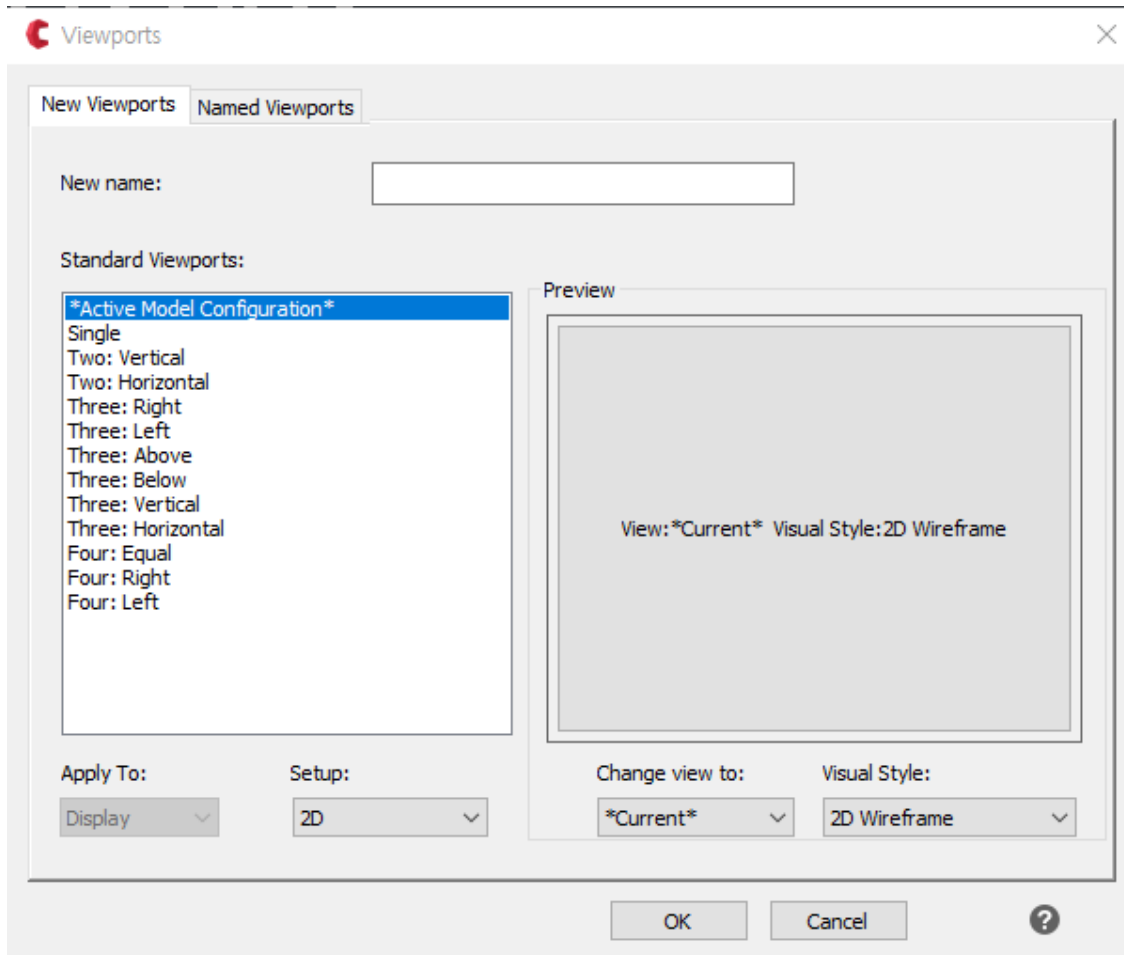 Viewports
New Viewports Named Viewports
New name:
Standard Viewports:
*Active Model Configuration*
Single
Two: Vertical
Two: Horizontal
Three: Right
Three: Left
Three: Above
Three: Below
Three: Vertical
Three: Horizontal
Four: Equal
Four: Right
Four: Left
Preview
View:*Current* Visual Style:2D Wireframe
Apply To: Setup: Change view to: Visual Style:
Display 2D *Current* 2D Wireframe
OK Cancel ?